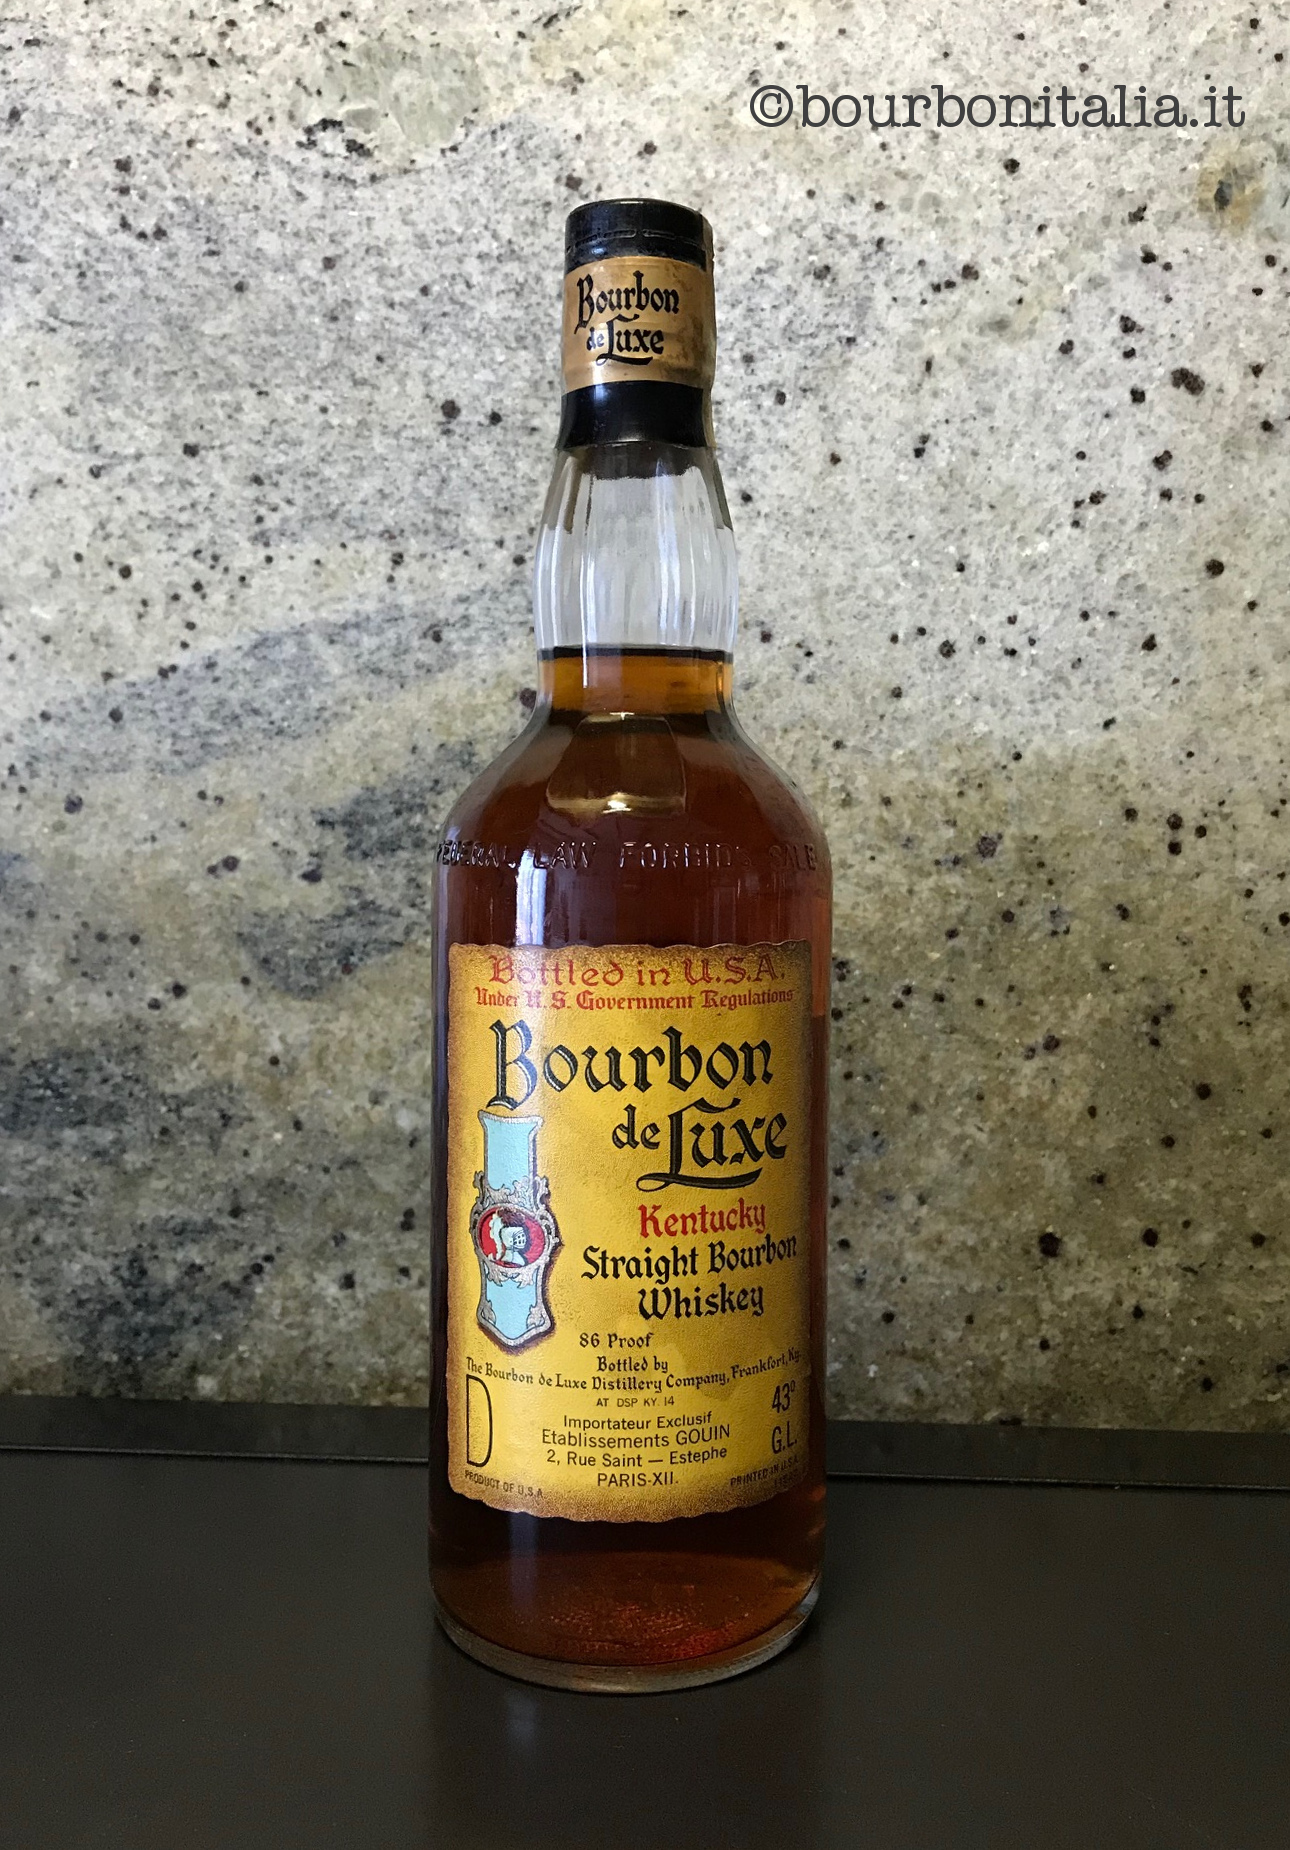 ©bourbonitalia.it
Bourbon
de Luxe
FEDERAL LAW FORBIDS SALE
Bottled in U.S.A.
Under U.S. Government Regulations
Bourbon
de Luxe
Kentucky
Straight Bourbon
Whiskey
86 Proof
Bottled by
The Bourbon de Luxe Distillery Company, Frankfort, Ky.
AT DSP KY. 14
D
43° G.L.
Importateur Exclusif
Etablissements GOUIN
2, Rue Saint — Estephe
PARIS-XII.
PRODUCT OF U.S.A.
PRINTED IN U.S.A.